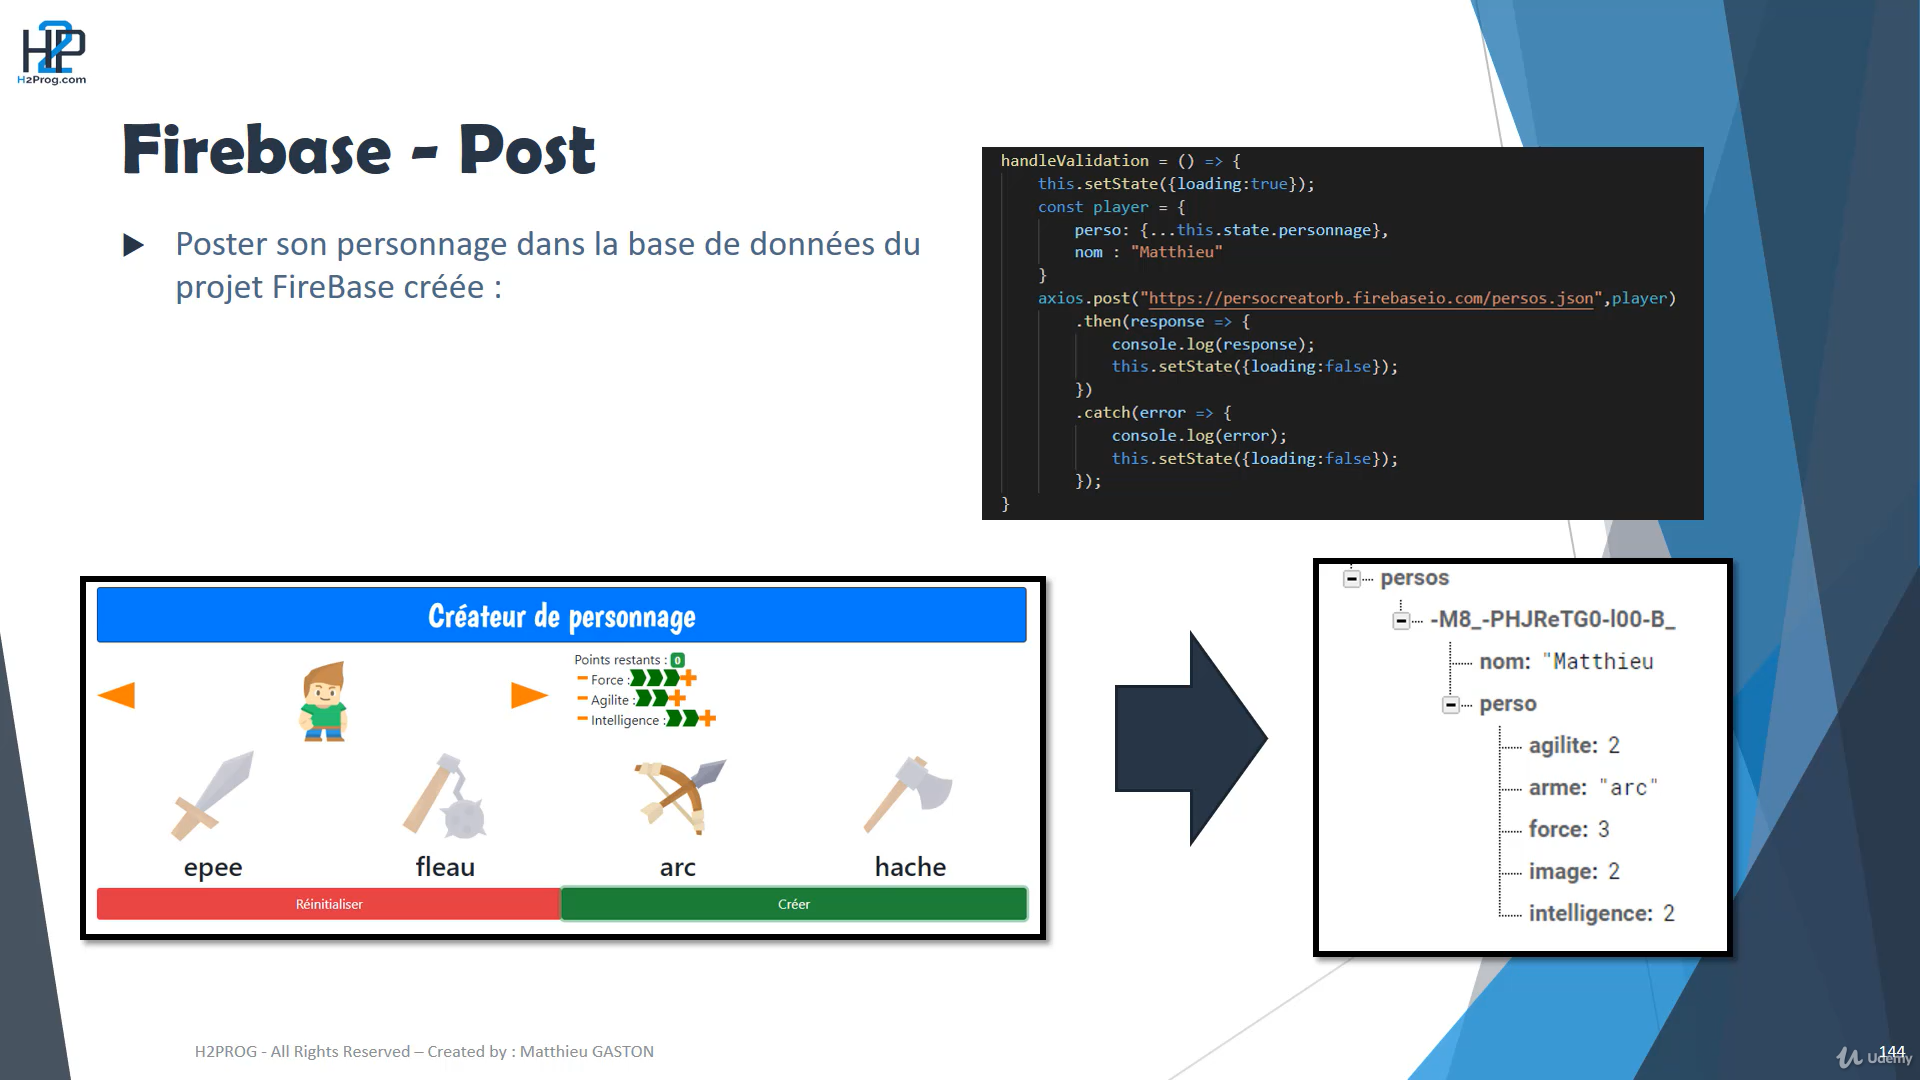 H2P
H2Prog.com
Firebase - Post
Poster son personnage dans la base de données du
projet FireBase créée :
handleValidation = () => {
this.setState({loading:true});
const player = {
perso: {...this.state.personnage},
nom : "Matthieu"
}
axios.post("https://persocreatorb.firebaseio.com/persos.json",player)
.then(response => {
console.log(response);
this.setState({loading:false});
})
.catch(error => {
console.log(error);
this.setState({loading:false});
});
}
Créateur de personnage
Points restants : 0
Force :
Agilite :
Intelligence :
epee
fleau
arc
hache
Réinitialiser
Créer
persos
-M8_-PHJReTG0-l00-B_
nom: "Matthieu
perso
agilite: 2
arme: "arc"
force: 3
image: 2
intelligence: 2
H2PROG - All Rights Reserved – Created by : Matthieu GASTON
144
Udemy